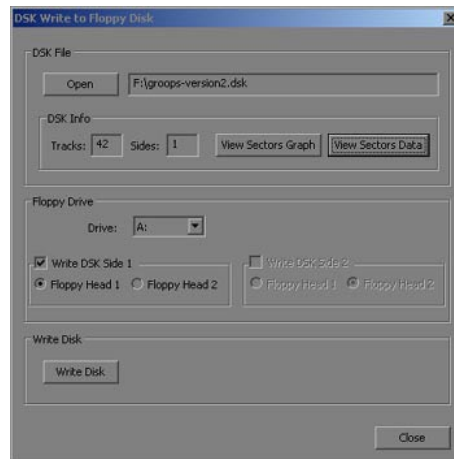 DSK Write to Floppy Disk
DSK File
Open F:\groops-version2.dsk
DSK Info
Tracks: 42 Sides: 1 View Sectors Graph View Sectors Data
Floppy Drive
Drive: A:
Write DSK Side 1 Write DSK Side 2
Floppy Head 1 Floppy Head 2 Floppy Head 1 Floppy Head 2
Write Disk
Write Disk
Close